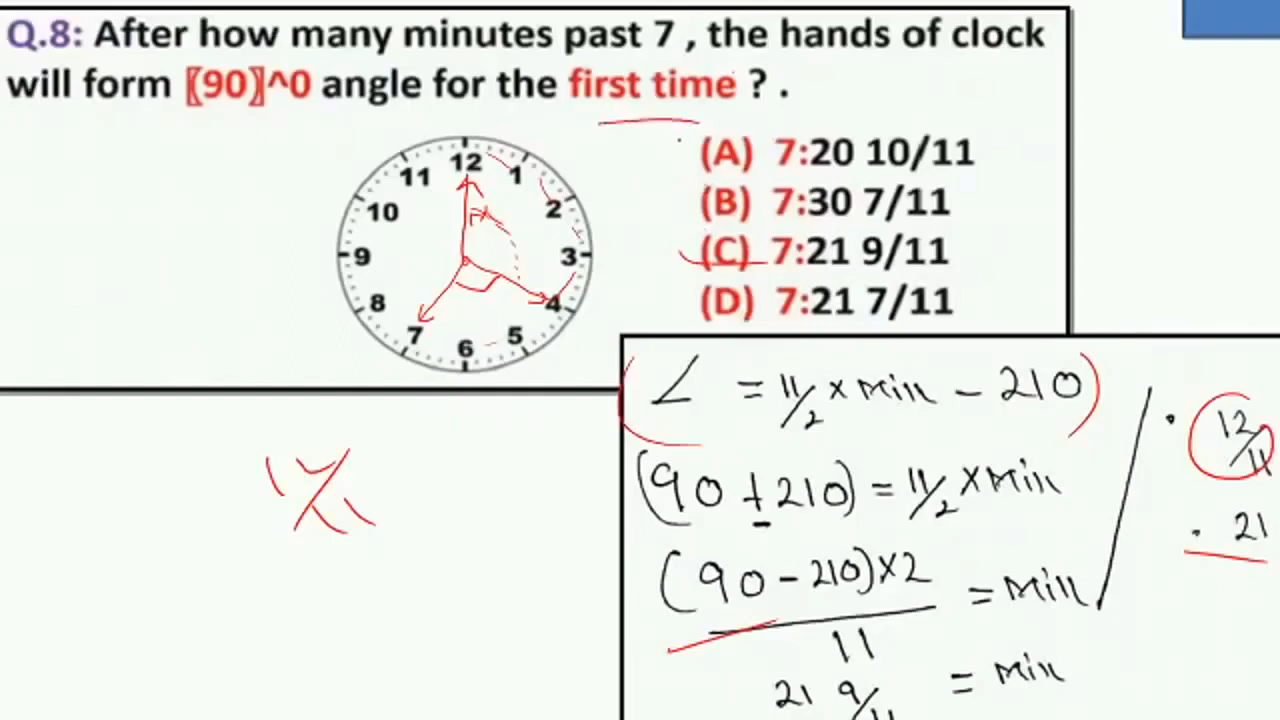 Q.8: After how many minutes past 7 , the hands of clock
will form 〖90〗^0 angle for the first time ? .
(A) 7:20 10/11
(B) 7:30 7/11
(C) 7:21 9/11
(D) 7:21 7/11
12
1
2
3
4
5
6
7
8
9
10
11
∠ = 11/2 × Min - 210
(90 + 210) = 11/2 × Min
(90 - 210) × 2
11
= Min
21 9/11 = Min
12/11
21
12/11